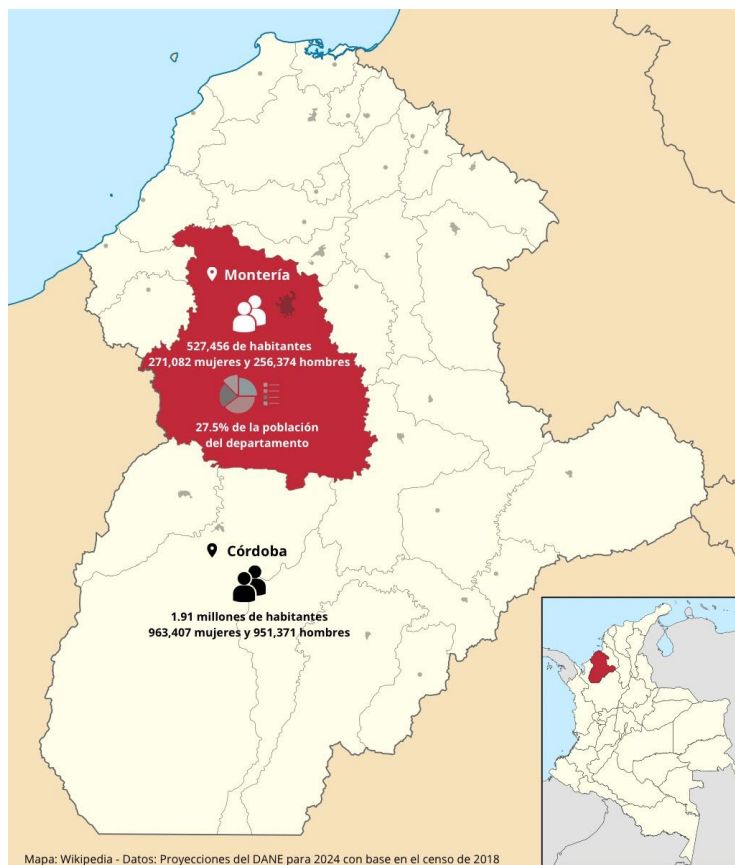 Montería
527,456 de habitantes
271,082 mujeres y 256,374 hombres
27.5% de la población
del departamento
Córdoba
1.91 millones de habitantes
963,407 mujeres y 951,371 hombres
Mapa: Wikipedia - Datos: Proyecciones del DANE para 2024 con base en el censo de 2018